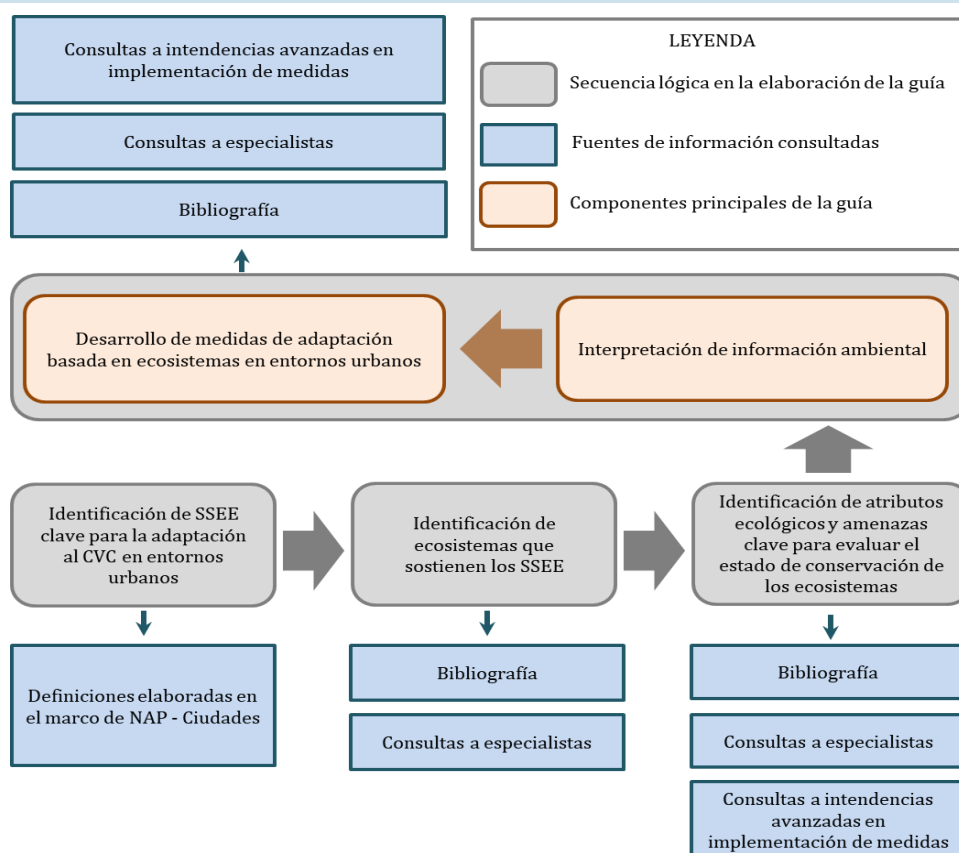 Consultas a intendencias avanzadas en
implementación de medidas
Consultas a especialistas
Bibliografía
LEYENDA
Secuencia lógica en la elaboración de la guía
Fuentes de información consultadas
Componentes principales de la guía
Desarrollo de medidas de adaptación
basada en ecosistemas en entornos urbanos
Interpretación de información ambiental
Identificación de SSEE
clave para la adaptación
al CVC en entornos
urbanos
Identificación de
ecosistemas que
sostienen los SSEE
Identificación de atributos
ecológicos y amenazas
clave para evaluar el
estado de conservación de
los ecosistemas
Definiciones elaboradas en
el marco de NAP - Ciudades
Bibliografía
Consultas a especialistas
Bibliografía
Consultas a especialistas
Consultas a intendencias
avanzadas en
implementación de medidas